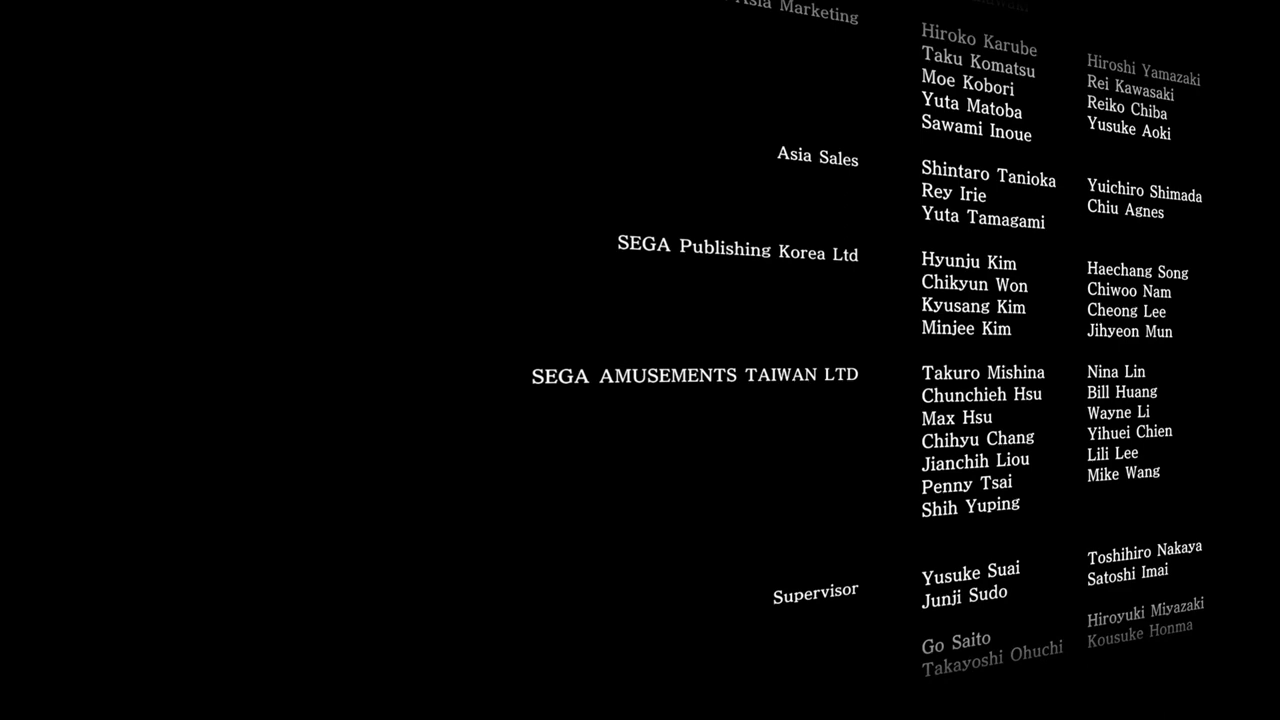 Asia Marketing
Hiroko Karube Hiroshi Yamazaki
Taku Komatsu Rei Kawasaki
Moe Kobori Reiko Chiba
Yuta Matoba Yusuke Aoki
Sawami Inoue
Asia Sales Shintaro Tanioka Yuichiro Shimada
Rey Irie Chiu Agnes
Yuta Tamagami
SEGA Publishing Korea Ltd Hyunju Kim Haechang Song
Chikyun Won Chiwoo Nam
Kyusang Kim Cheong Lee
Minjee Kim Jihyeon Mun
SEGA AMUSEMENTS TAIWAN LTD Takuro Mishina Nina Lin
Chunchieh Hsu Bill Huang
Max Hsu Wayne Li
Chihyu Chang Yihuei Chien
Jianchih Liou Lili Lee
Penny Tsai Mike Wang
Shih Yuping
Supervisor Yusuke Suai Toshihiro Nakaya
Junji Sudo Satoshi Imai
Go Saito Hiroyuki Miyazaki
Takayoshi Ohuchi Kousuke Honma